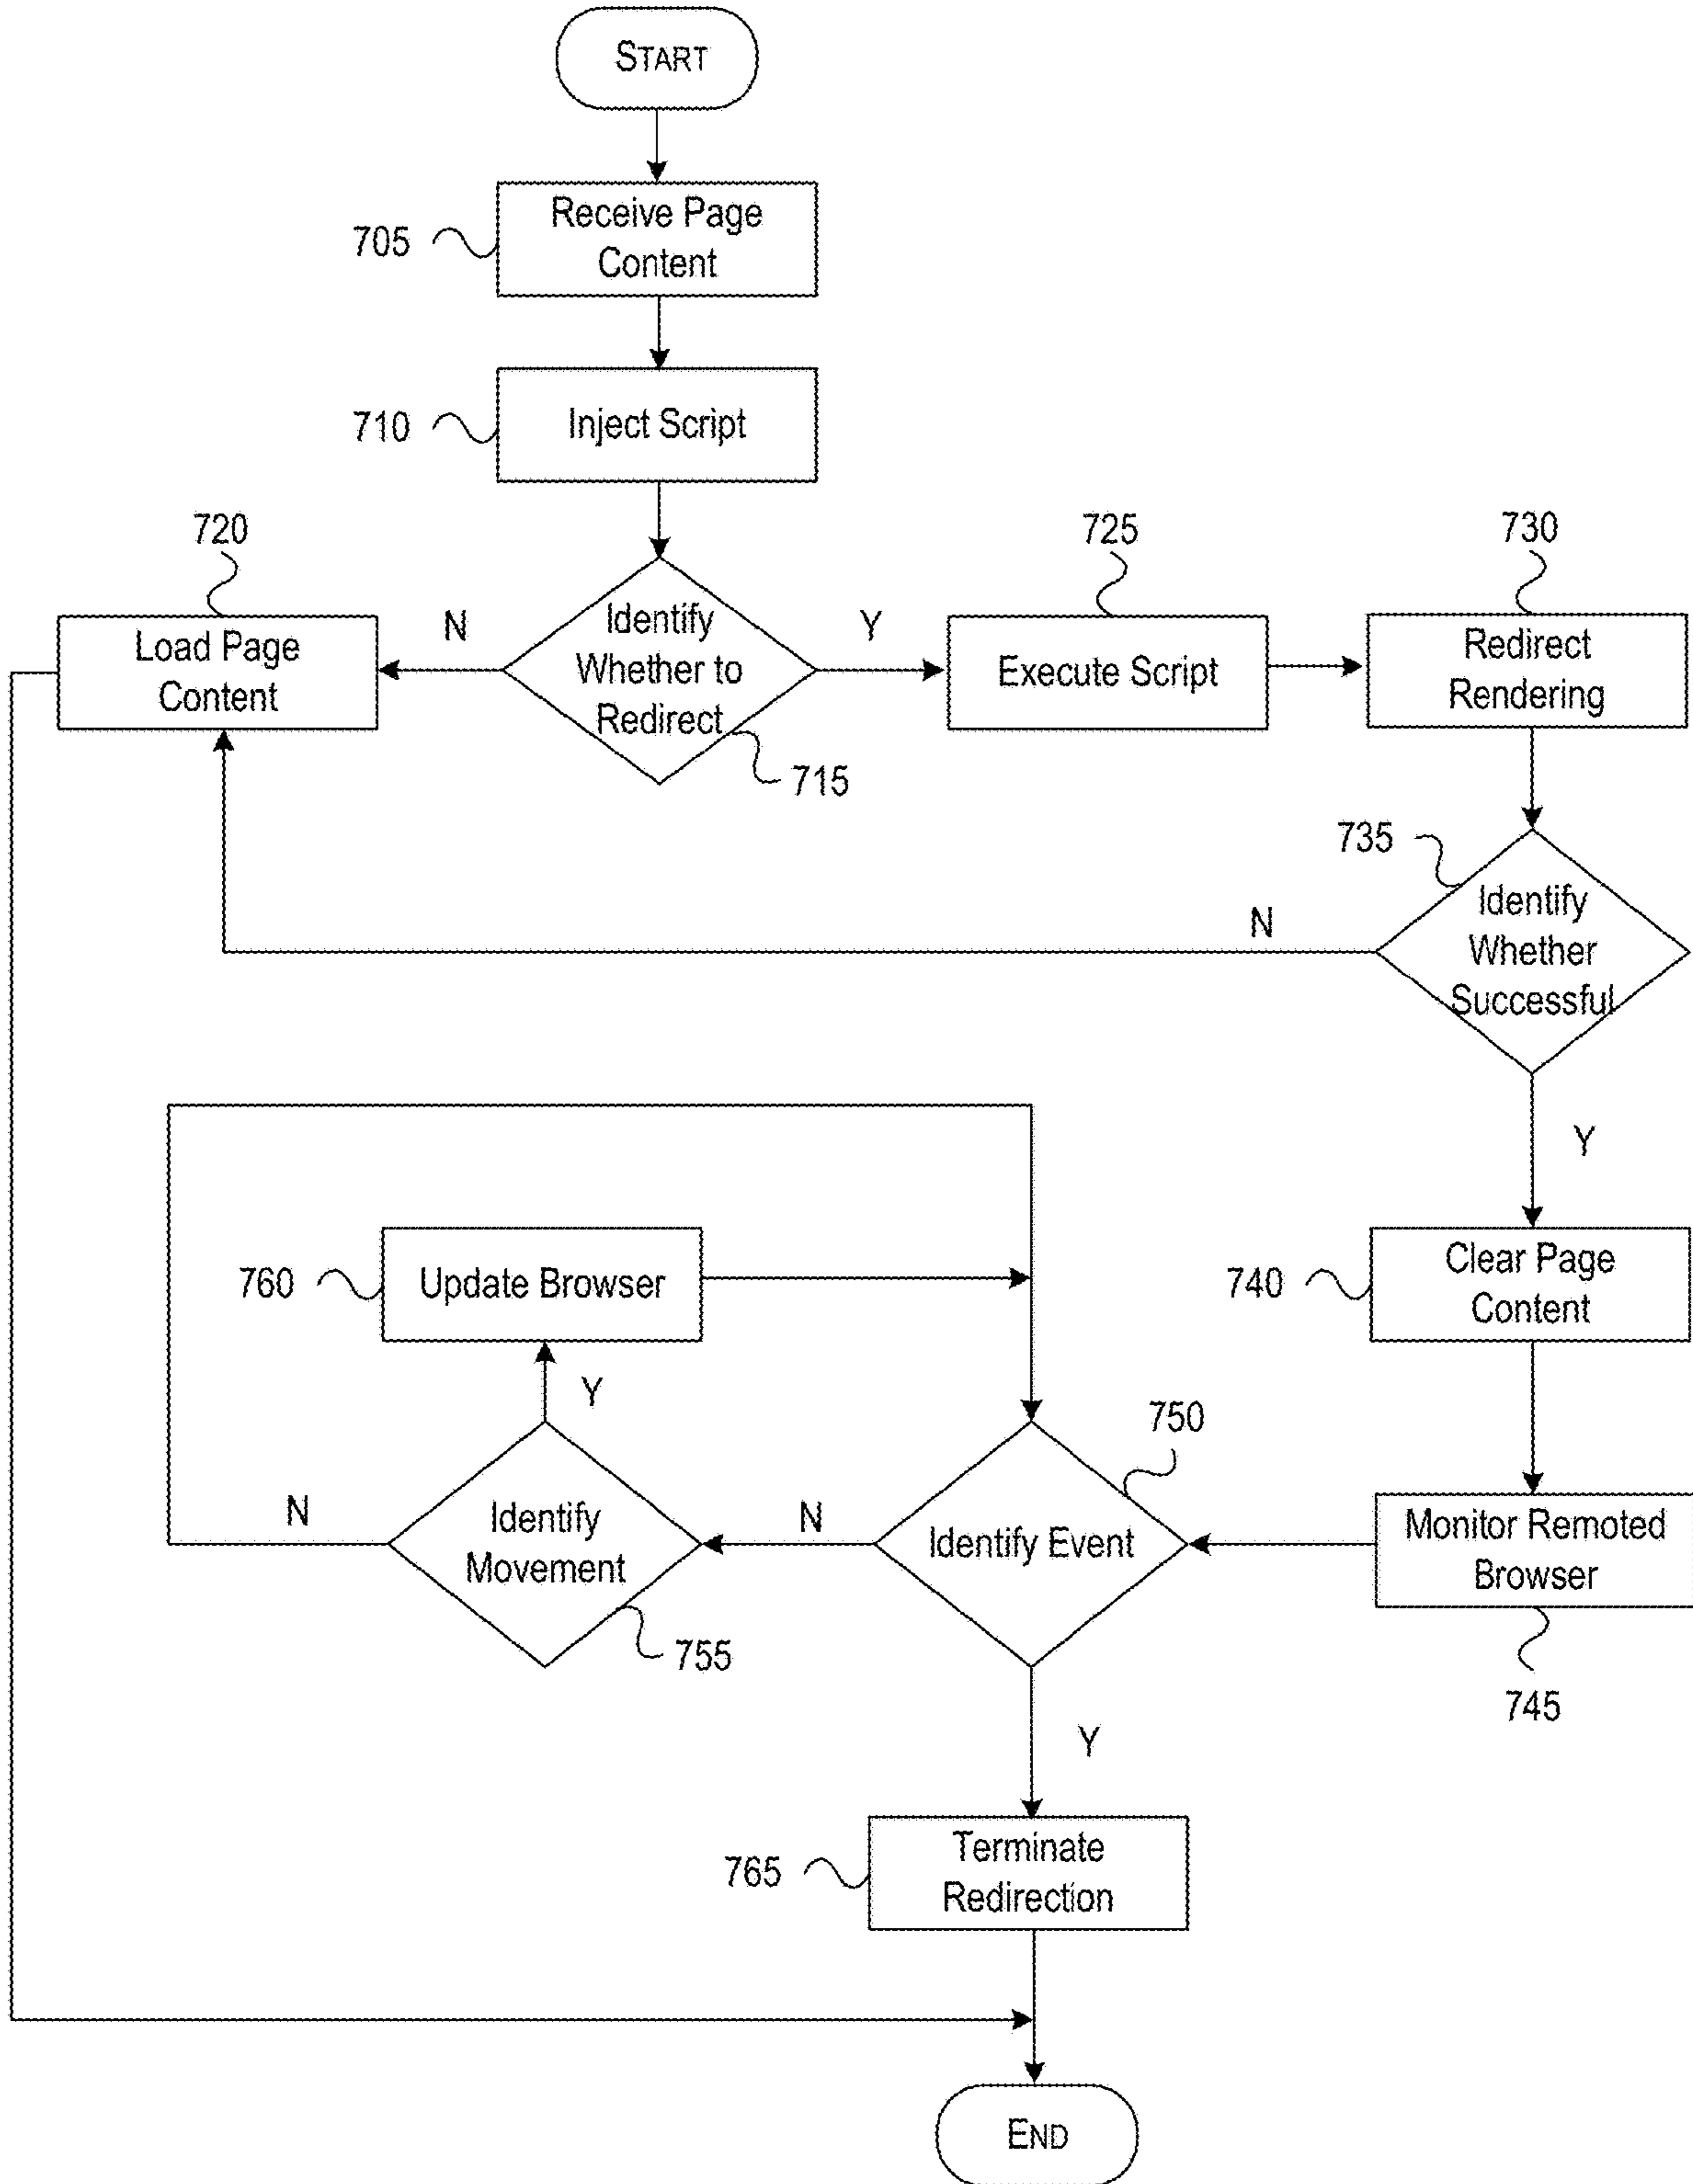 START
Receive Page
Content
705
Inject Script
710
720
725
730
Load Page
Content
N
Identify
Whether to
Redirect
Y
Execute Script
Redirect
Rendering
715
735
Identify
Whether
Successful
N
Y
760
Update Browser
740
Clear Page
Content
Y
750
N
Identify
Movement
N
Identify Event
Monitor Remoted
Browser
755
745
Y
765
Terminate
Redirection
END